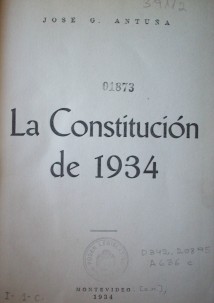 JOSE G. ANTUÑA
01873
La Constitución
de 1934
MONTEVIDEO
1934